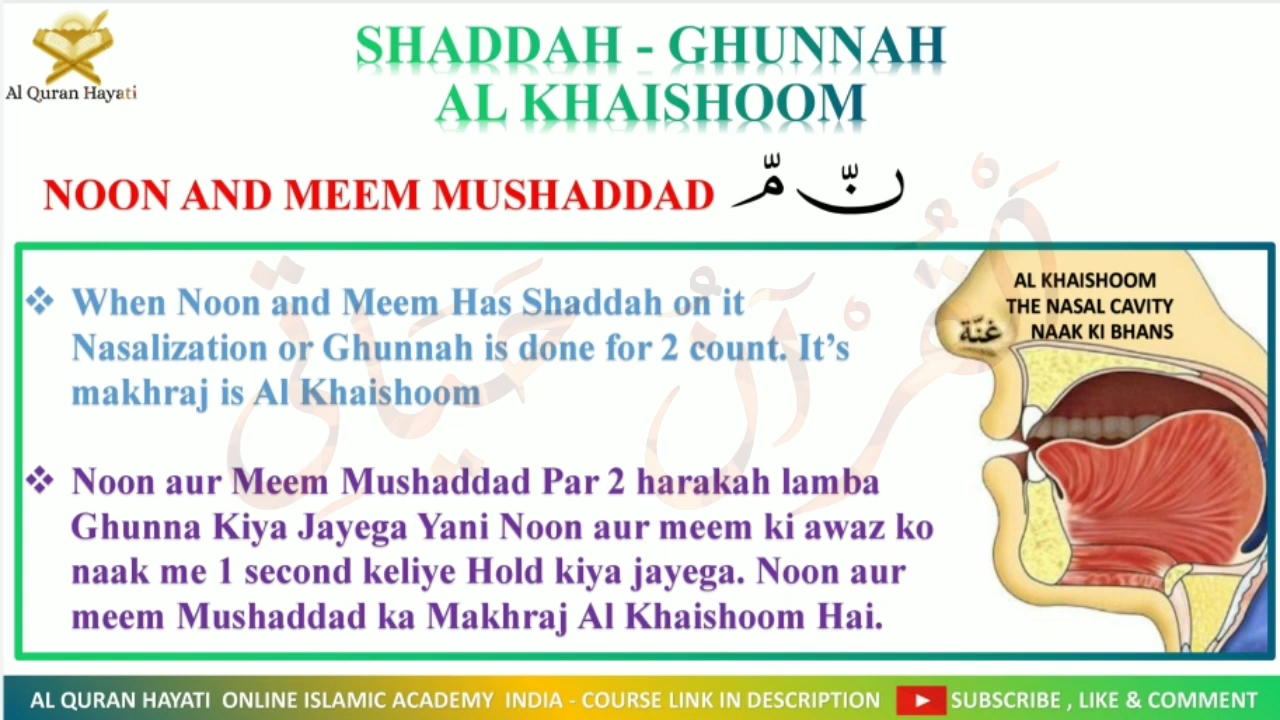 Al Quran Hayati
SHADDAH - GHUNNAH
AL KHAISHOOM
NOON AND MEEM MUSHADDAD نّ مّ
❖ When Noon and Meem Has Shaddah on it
Nasalization or Ghunnah is done for 2 count. It’s
makhraj is Al Khaishoom
❖ Noon aur Meem Mushaddad Par 2 harakah lamba
Ghunna Kiya Jayega Yani Noon aur meem ki awaz ko
naak me 1 second keliye Hold kiya jayega. Noon aur
meem Mushaddad ka Makhraj Al Khaishoom Hai.
AL KHAISHOOM
THE NASAL CAVITY
NAAK KI BHANS
غنّة
اَلْقُرْآنُ حَيَاتِي
AL QURAN HAYATI ONLINE ISLAMIC ACADEMY INDIA - COURSE LINK IN DESCRIPTION SUBSCRIBE , LIKE & COMMENT